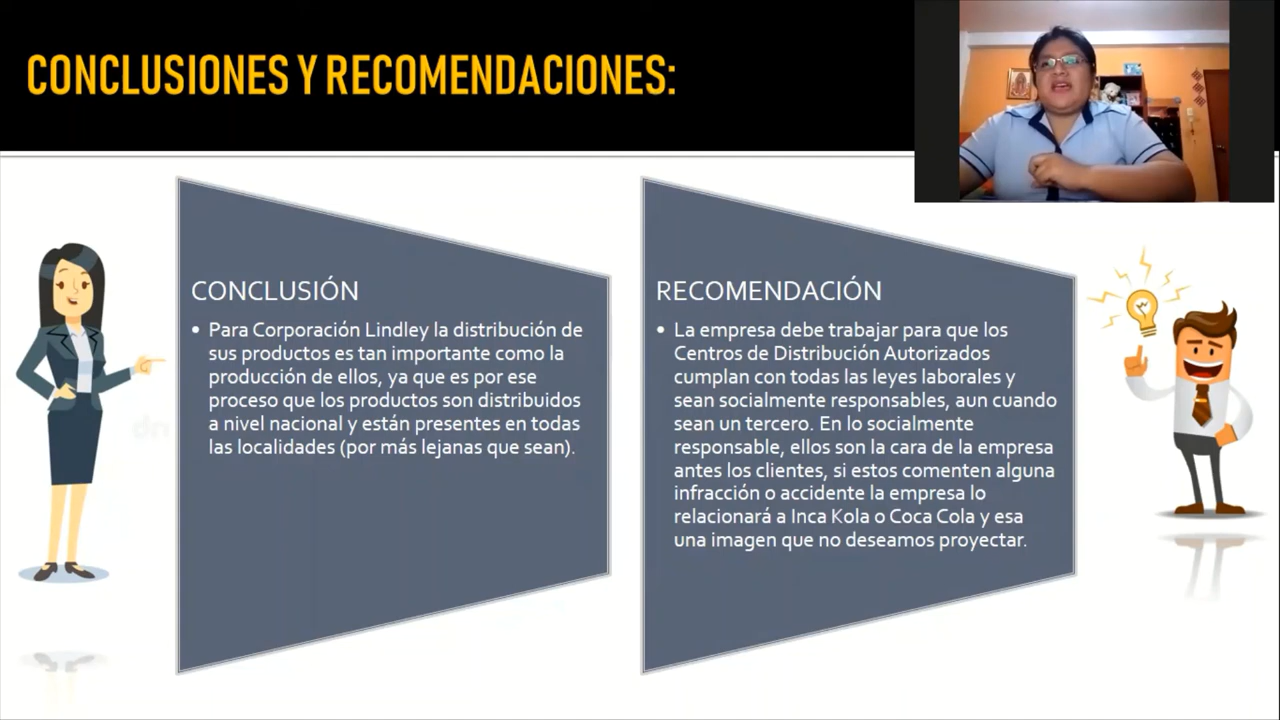 CONCLUSIONES Y RECOMENDACIONES:
CONCLUSIÓN
• Para Corporación Lindley la distribución de
sus productos es tan importante como la
producción de ellos, ya que es por ese
proceso que los productos son distribuidos
a nivel nacional y están presentes en todas
las localidades (por más lejanas que sean).
RECOMENDACIÓN
• La empresa debe trabajar para que los
Centros de Distribución Autorizados
cumplan con todas las leyes laborales y
sean socialmente responsables, aun cuando
sean un tercero. En lo socialmente
responsable, ellos son la cara de la empresa
antes los clientes, si estos comenten alguna
infracción o accidente la empresa lo
relacionará a Inca Kola o Coca Cola y esa
una imagen que no deseamos proyectar.